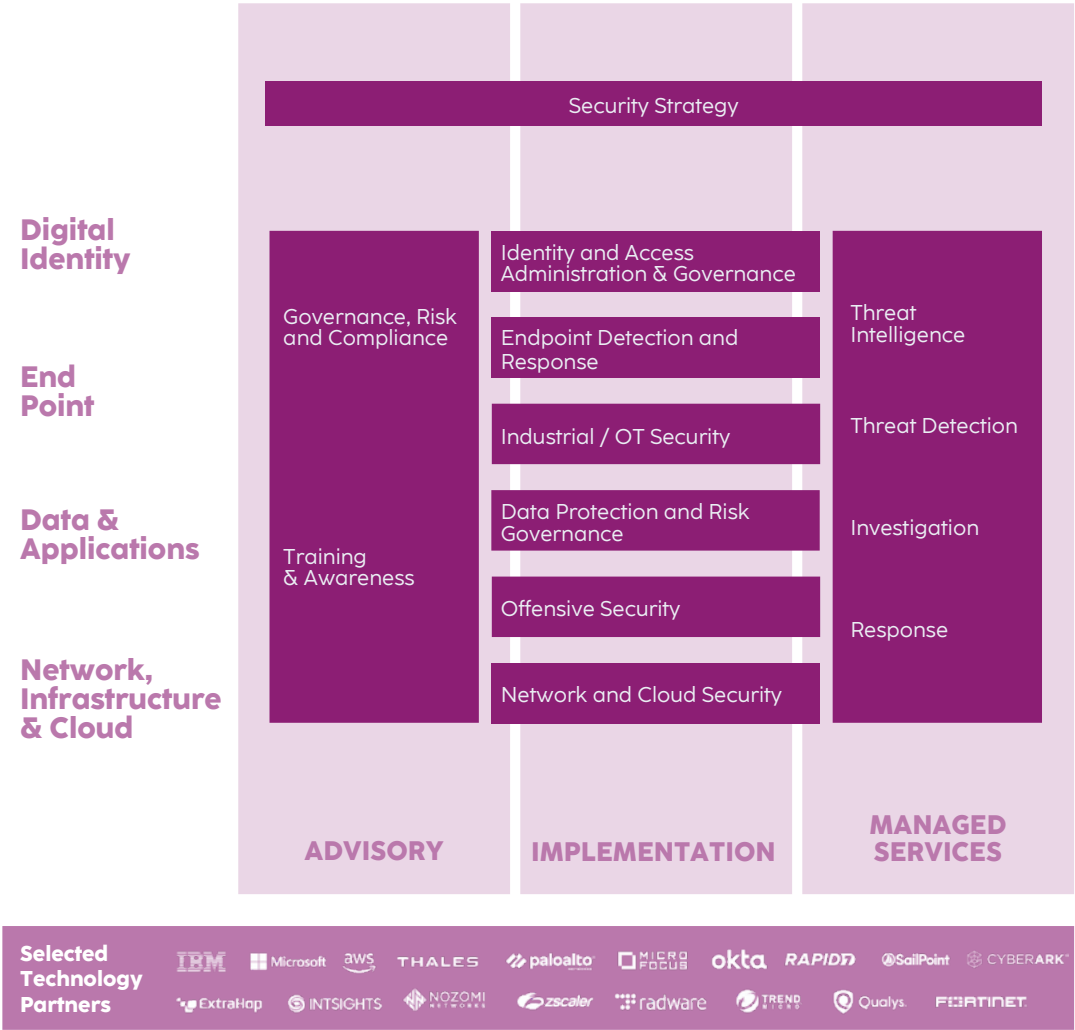 Security Strategy
Digital
Identity
End
Point
Data &
Applications
Network,
Infrastructure
& Cloud
Governance, Risk
and Compliance
Training
& Awareness
Identity and Access
Administration & Governance
Endpoint Detection and
Response
Industrial / OT Security
Data Protection and Risk
Governance
Offensive Security
Network and Cloud Security
Threat
Intelligence
Threat Detection
Investigation
Response
ADVISORY
IMPLEMENTATION
MANAGED
SERVICES
Selected
Technology
Partners
IBM
Microsoft
aws
THALES
paloalto
MICRO
FOCUS
okta
RAPID7
SailPoint
CYBERARK
ExtraHop
INTSIGHTS
NOZOMI
NETWORKS
zscaler
radware
TREND
MICRO
Qualys.
FORTINET